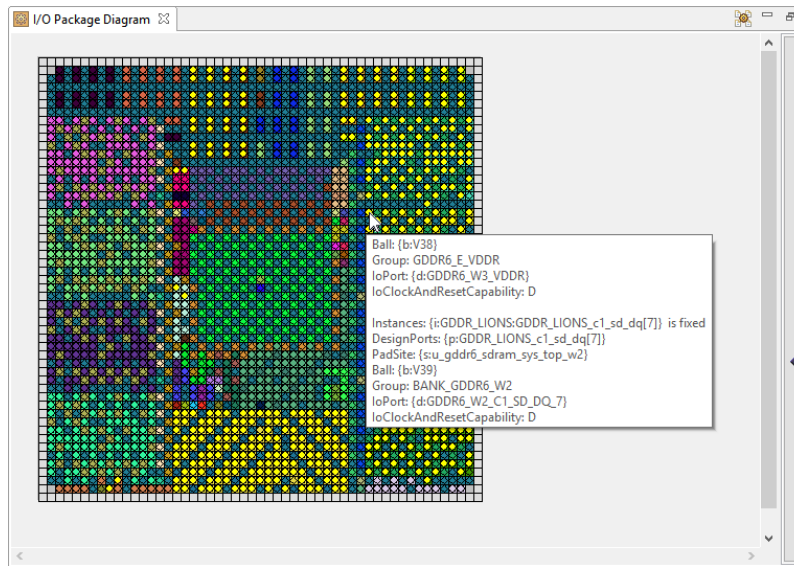 I/O Package Diagram
Ball: {b:V38}
Group: GDDR6_E_VDDR
IoPort: {d:GDDR6_W3_VDDR}
IoClockAndResetCapability: D
Instances: {i:GDDR_LIONS:GDDR_LIONS_c1_sd_dq[7]} is fixed
DesignPorts: {p:GDDR_LIONS_c1_sd_dq[7]}
PadSite: {s:u_gddr6_sdram_sys_top_w2}
Ball: {b:V39}
Group: BANK_GDDR6_W2
IoPort: {d:GDDR6_W2_C1_SD_DQ_7}
IoClockAndResetCapability: D